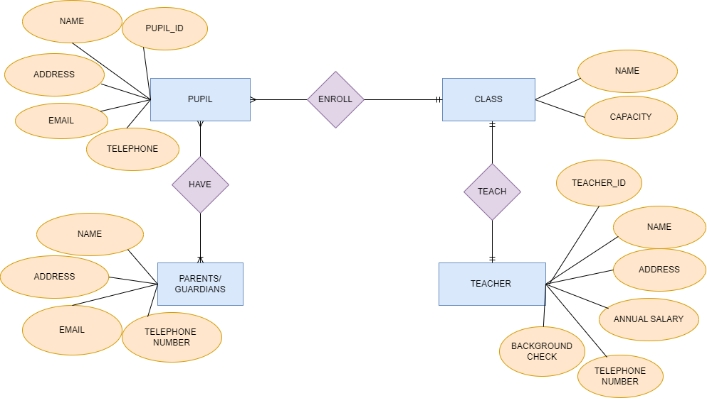 NAME
PUPIL_ID
ADDRESS
EMAIL
TELEPHONE
PUPIL
ENROLL
CLASS
NAME
CAPACITY
HAVE
TEACH
TEACHER_ID
NAME
ADDRESS
EMAIL
TELEPHONE
NUMBER
PARENTS/
GUARDIANS
TEACHER
NAME
ADDRESS
ANNUAL SALARY
BACKGROUND
CHECK
TELEPHONE
NUMBER